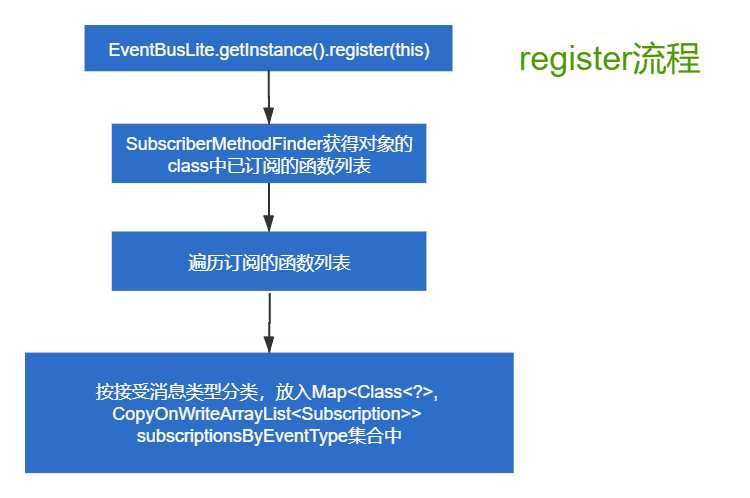 EventBusLite.getInstance().register(this)
register流程
SubscriberMethodFinder获得对象的
class中已订阅的函数列表
遍历订阅的函数列表
按接受消息类型分类，放入Map<Class<?>,
CopyOnWriteArrayList<Subscription>>
subscriptionsByEventType集合中